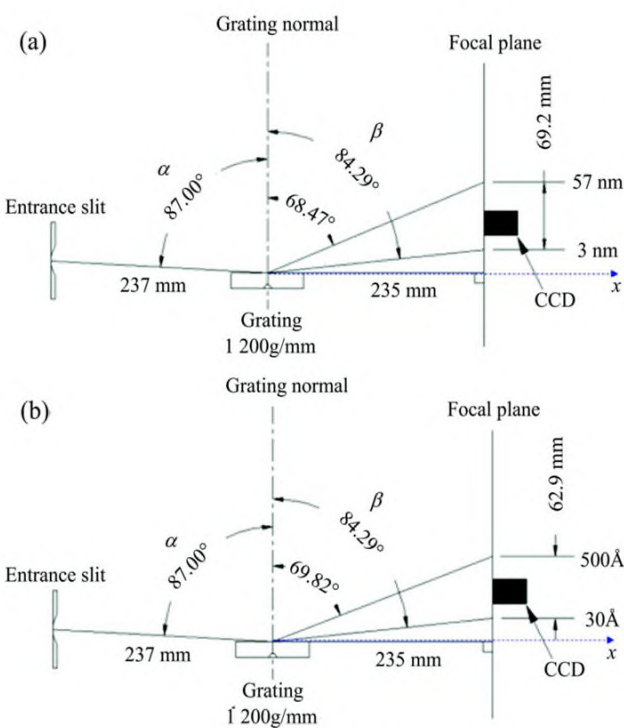 (a)
Grating normal
Focal plane
α
87.00°
β
84.29°
68.47°
69.2 mm
57 nm
3 nm
Entrance slit
237 mm
235 mm
x
CCD
Grating
1 200g/mm
(b)
Grating normal
Focal plane
α
87.00°
β
84.29°
69.82°
62.9 mm
500Å
30Å
Entrance slit
237 mm
235 mm
x
CCD
Grating
1 200g/mm